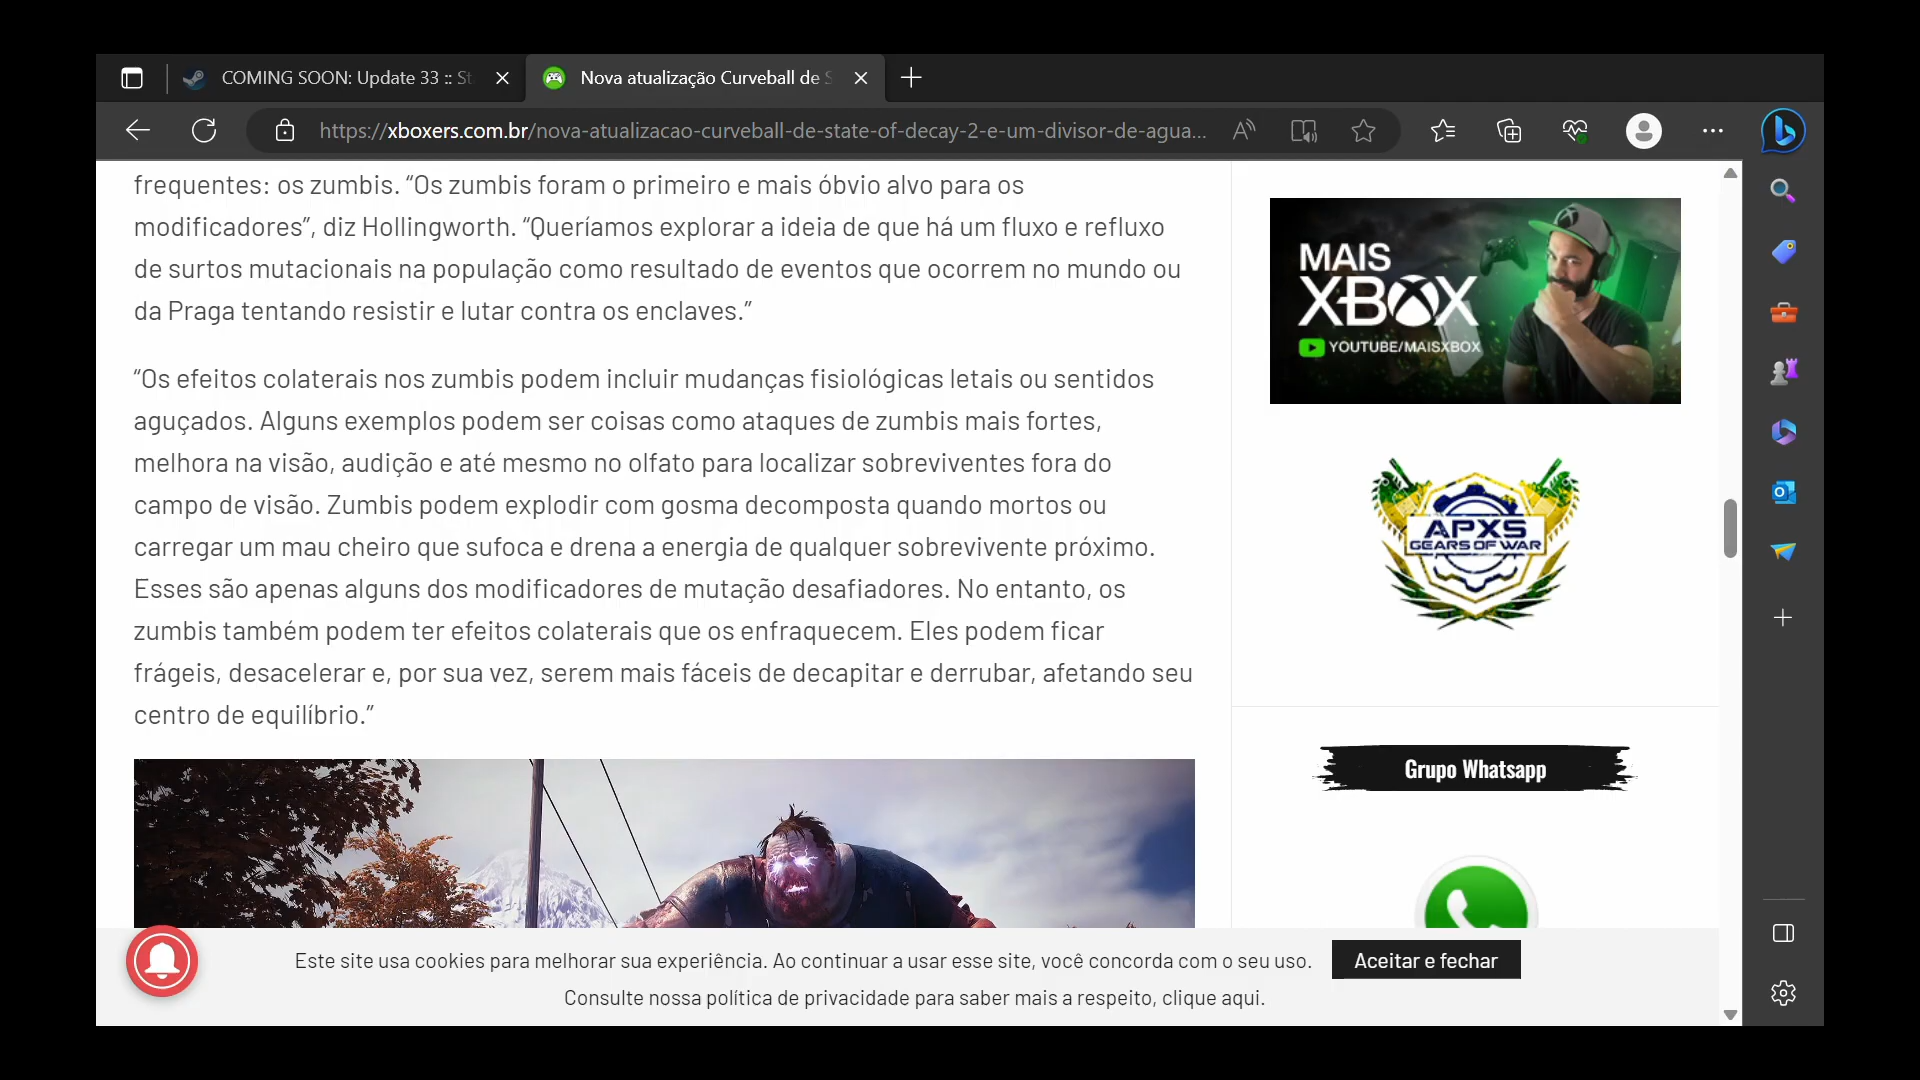 COMING SOON: Update 33 :: St
Nova atualização Curveball de S
https://xboxers.com.br/nova-atualizacao-curveball-de-state-of-decay-2-e-um-divisor-de-agua...
frequentes: os zumbis. “Os zumbis foram o primeiro e mais óbvio alvo para os
modificadores”, diz Hollingworth. “Queríamos explorar a ideia de que há um fluxo e refluxo
de surtos mutacionais na população como resultado de eventos que ocorrem no mundo ou
da Praga tentando resistir e lutar contra os enclaves.”
“Os efeitos colaterais nos zumbis podem incluir mudanças fisiológicas letais ou sentidos
aguçados. Alguns exemplos podem ser coisas como ataques de zumbis mais fortes,
melhora na visão, audição e até mesmo no olfato para localizar sobreviventes fora do
campo de visão. Zumbis podem explodir com gosma decomposta quando mortos ou
carregar um mau cheiro que sufoca e drena a energia de qualquer sobrevivente próximo.
Esses são apenas alguns dos modificadores de mutação desafiadores. No entanto, os
zumbis também podem ter efeitos colaterais que os enfraquecem. Eles podem ficar
frágeis, desacelerar e, por sua vez, serem mais fáceis de decapitar e derrubar, afetando seu
centro de equilíbrio.”
MAIS
XBOX
YOUTUBE/MAISXBOX
APXS
GEARS OF WAR
Grupo Whatsapp
Este site usa cookies para melhorar sua experiência. Ao continuar a usar esse site, você concorda com o seu uso.
Aceitar e fechar
Consulte nossa política de privacidade para saber mais a respeito, clique aqui.